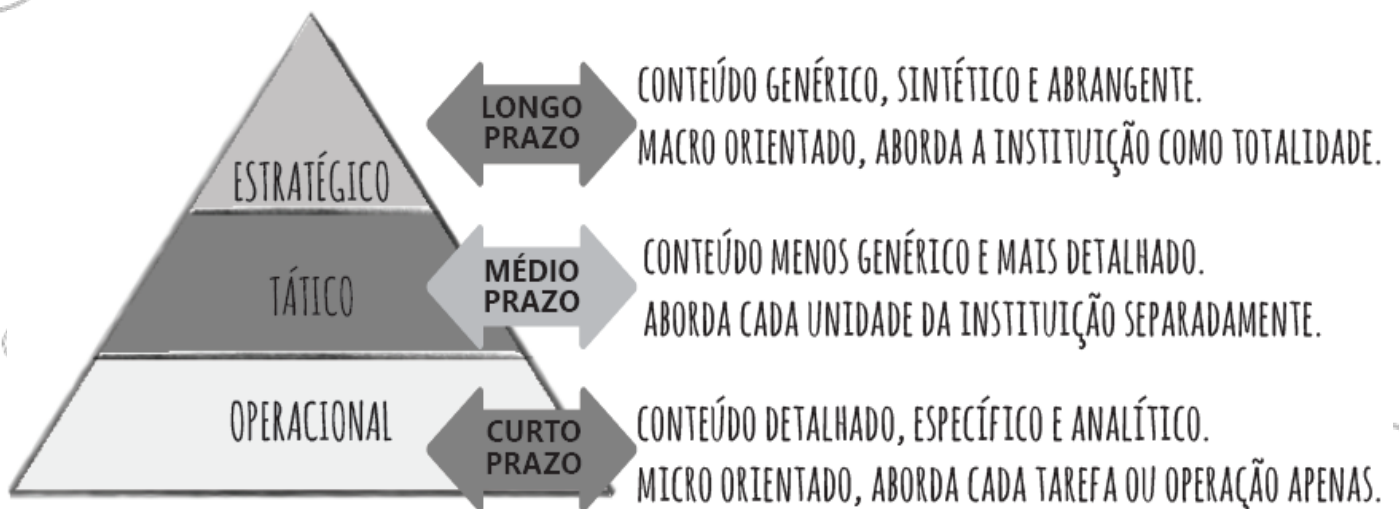 ESTRATÉGICO
LONGO
PRAZO
CONTEÚDO GENÉRICO, SINTÉTICO E ABRANGENTE.
MACRO ORIENTADO, ABORDA A INSTITUIÇÃO COMO TOTALIDADE.
TÁTICO
MÉDIO
PRAZO
CONTEÚDO MENOS GENÉRICO E MAIS DETALHADO.
ABORDA CADA UNIDADE DA INSTITUIÇÃO SEPARADAMENTE.
OPERACIONAL
CURTO
PRAZO
CONTEÚDO DETALHADO, ESPECÍFICO E ANALÍTICO.
MICRO ORIENTADO, ABORDA CADA TAREFA OU OPERAÇÃO APENAS.